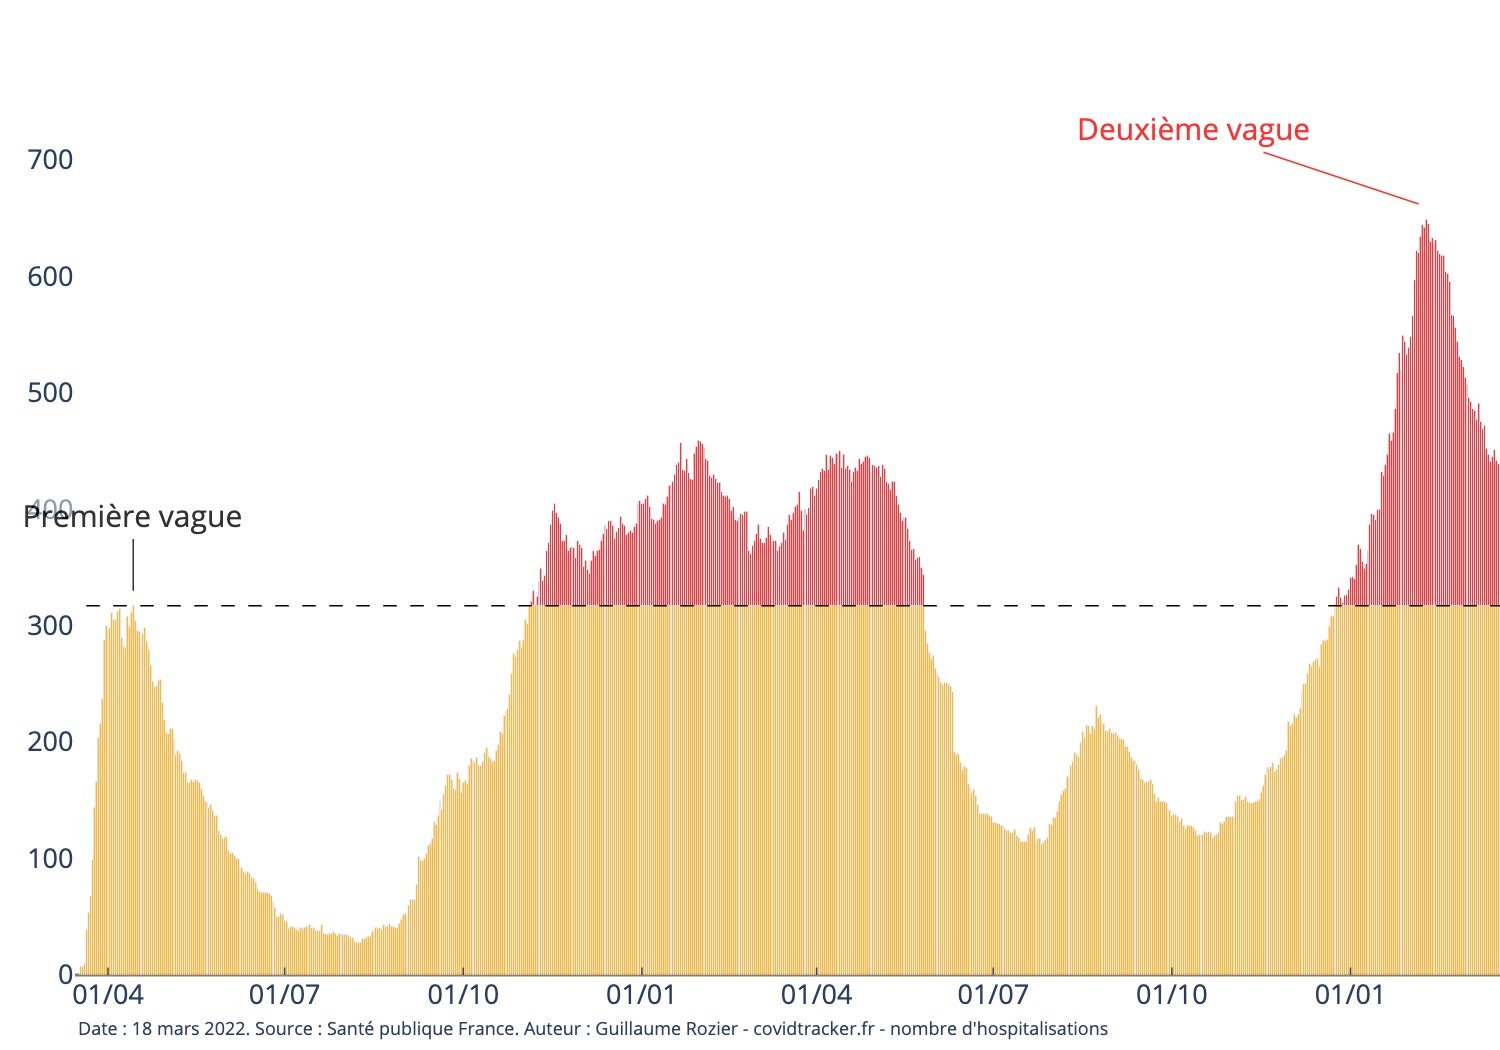 Deuxième vague
700
600
500
400
Première vague
300
200
100
0
01/04 01/07 01/10 01/01 01/04 01/07 01/10 01/01
Date : 18 mars 2022. Source : Santé publique France. Auteur : Guillaume Rozier - covidtracker.fr - nombre d'hospitalisations